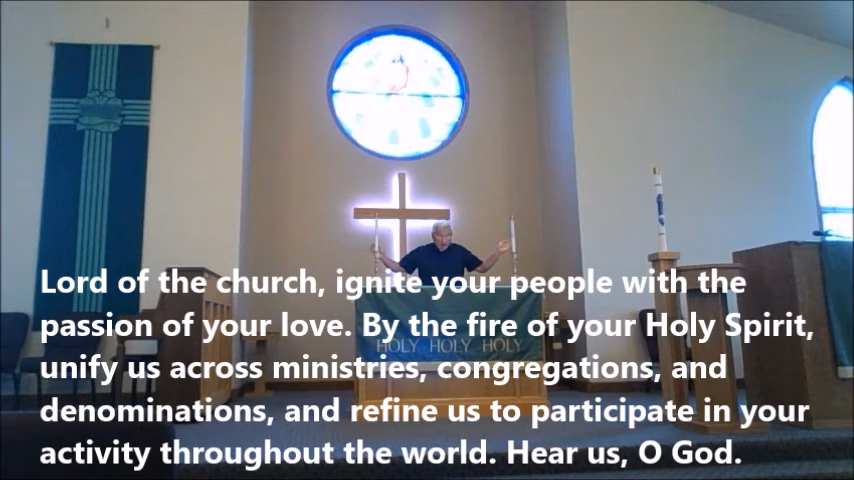 Lord of the church, ignite your people with the
passion of your love. By the fire of your Holy Spirit,
HOLY HOLY HOLY
unify us across ministries, congregations, and
denominations, and refine us to participate in your
activity throughout the world. Hear us, O God.